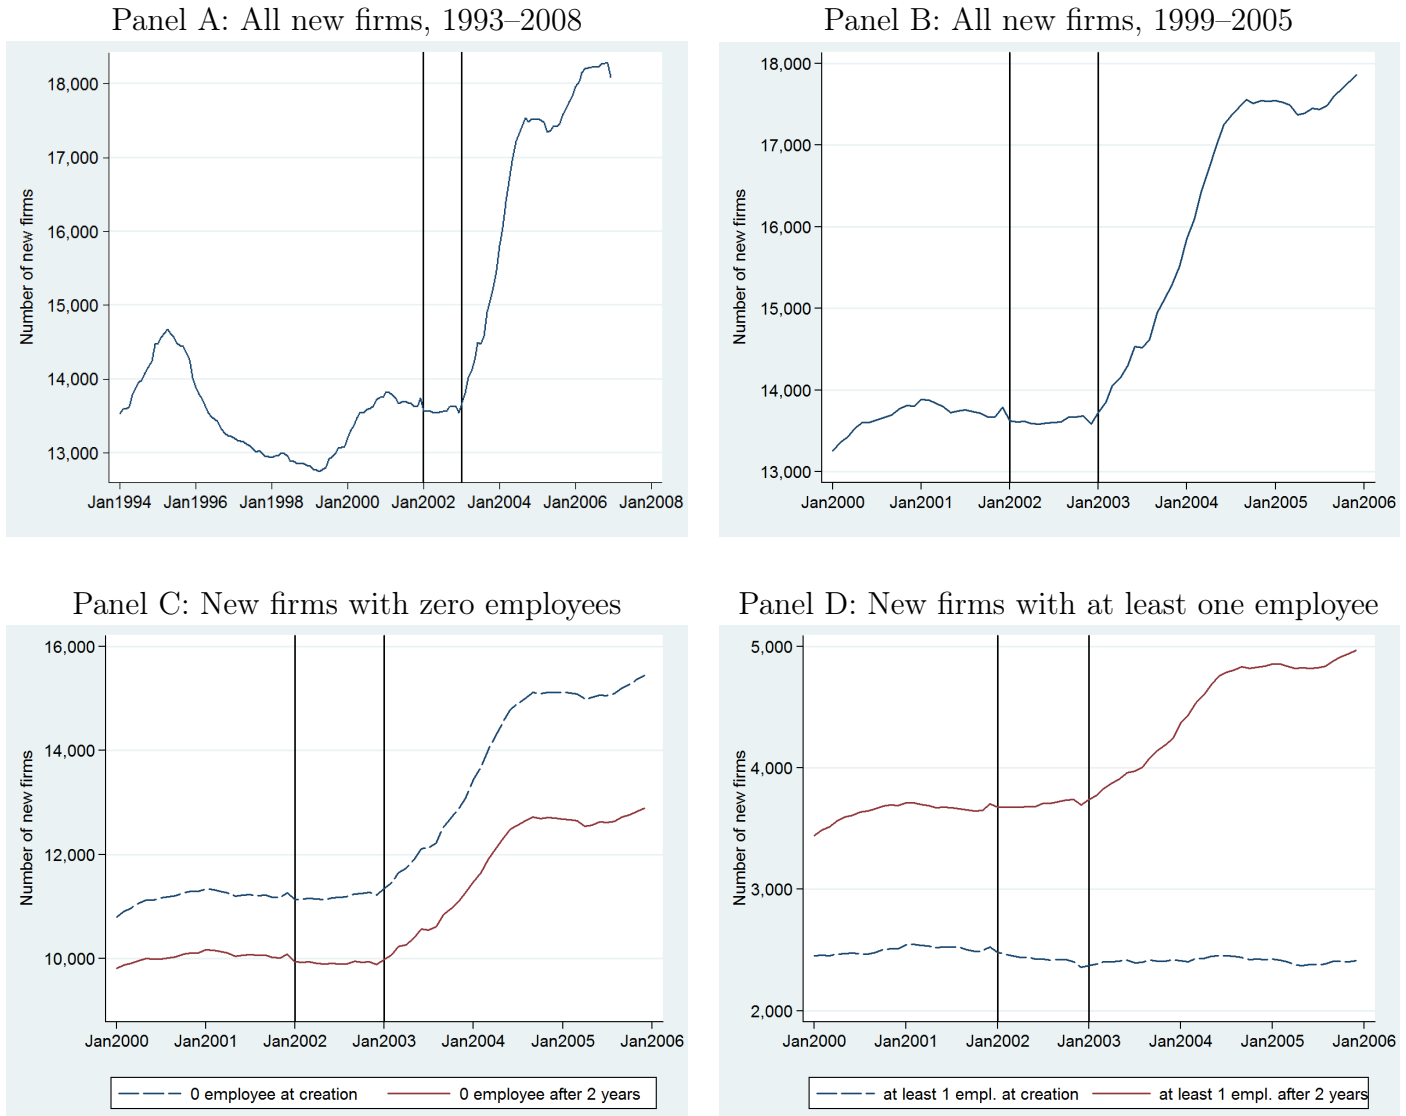 Panel A: All new firms, 1993–2008
Number of new firms
18,000
17,000
16,000
15,000
14,000
13,000
Jan1994 Jan1996 Jan1998 Jan2000 Jan2002 Jan2004 Jan2006 Jan2008
Panel B: All new firms, 1999–2005
Number of new firms
18,000
17,000
16,000
15,000
14,000
13,000
Jan2000 Jan2001 Jan2002 Jan2003 Jan2004 Jan2005 Jan2006
Panel C: New firms with zero employees
Number of new firms
16,000
14,000
12,000
10,000
Jan2000 Jan2001 Jan2002 Jan2003 Jan2004 Jan2005 Jan2006
0 employee at creation 0 employee after 2 years
Panel D: New firms with at least one employee
Number of new firms
5,000
4,000
3,000
2,000
Jan2000 Jan2001 Jan2002 Jan2003 Jan2004 Jan2005 Jan2006
at least 1 empl. at creation at least 1 empl. after 2 years